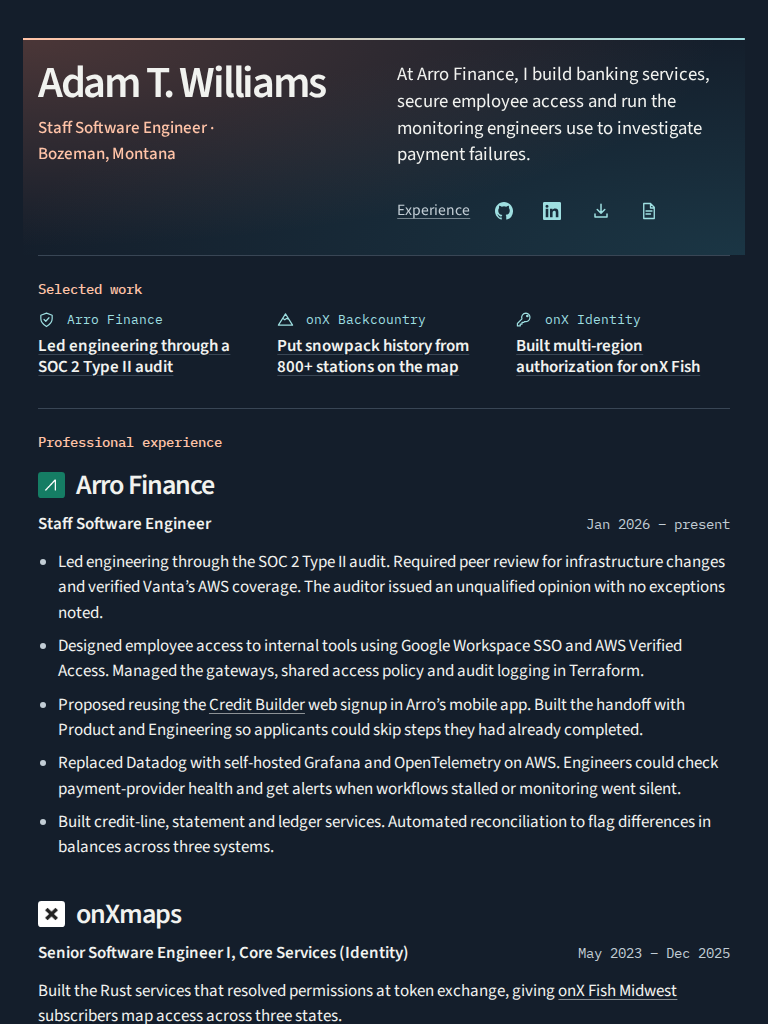 Adam T. Williams
Staff Software Engineer ·
Bozeman, Montana
At Arro Finance, I build banking services,
secure employee access and run the
monitoring engineers use to investigate
payment failures.
Experience
Selected work
Arro Finance
Led engineering through a
SOC 2 Type II audit
onX Backcountry
Put snowpack history from
800+ stations on the map
onX Identity
Built multi-region
authorization for onX Fish
Professional experience
Arro Finance
Staff Software Engineer
Jan 2026 – present
Led engineering through the SOC 2 Type II audit. Required peer review for infrastructure changes
and verified Vanta’s AWS coverage. The auditor issued an unqualified opinion with no exceptions
noted.
Designed employee access to internal tools using Google Workspace SSO and AWS Verified
Access. Managed the gateways, shared access policy and audit logging in Terraform.
Proposed reusing the Credit Builder web signup in Arro’s mobile app. Built the handoff with
Product and Engineering so applicants could skip steps they had already completed.
Replaced Datadog with self-hosted Grafana and OpenTelemetry on AWS. Engineers could check
payment-provider health and get alerts when workflows stalled or monitoring went silent.
Built credit-line, statement and ledger services. Automated reconciliation to flag differences in
balances across three systems.
onXmaps
Senior Software Engineer I, Core Services (Identity)
May 2023 – Dec 2025
Built the Rust services that resolved permissions at token exchange, giving onX Fish Midwest
subscribers map access across three states.